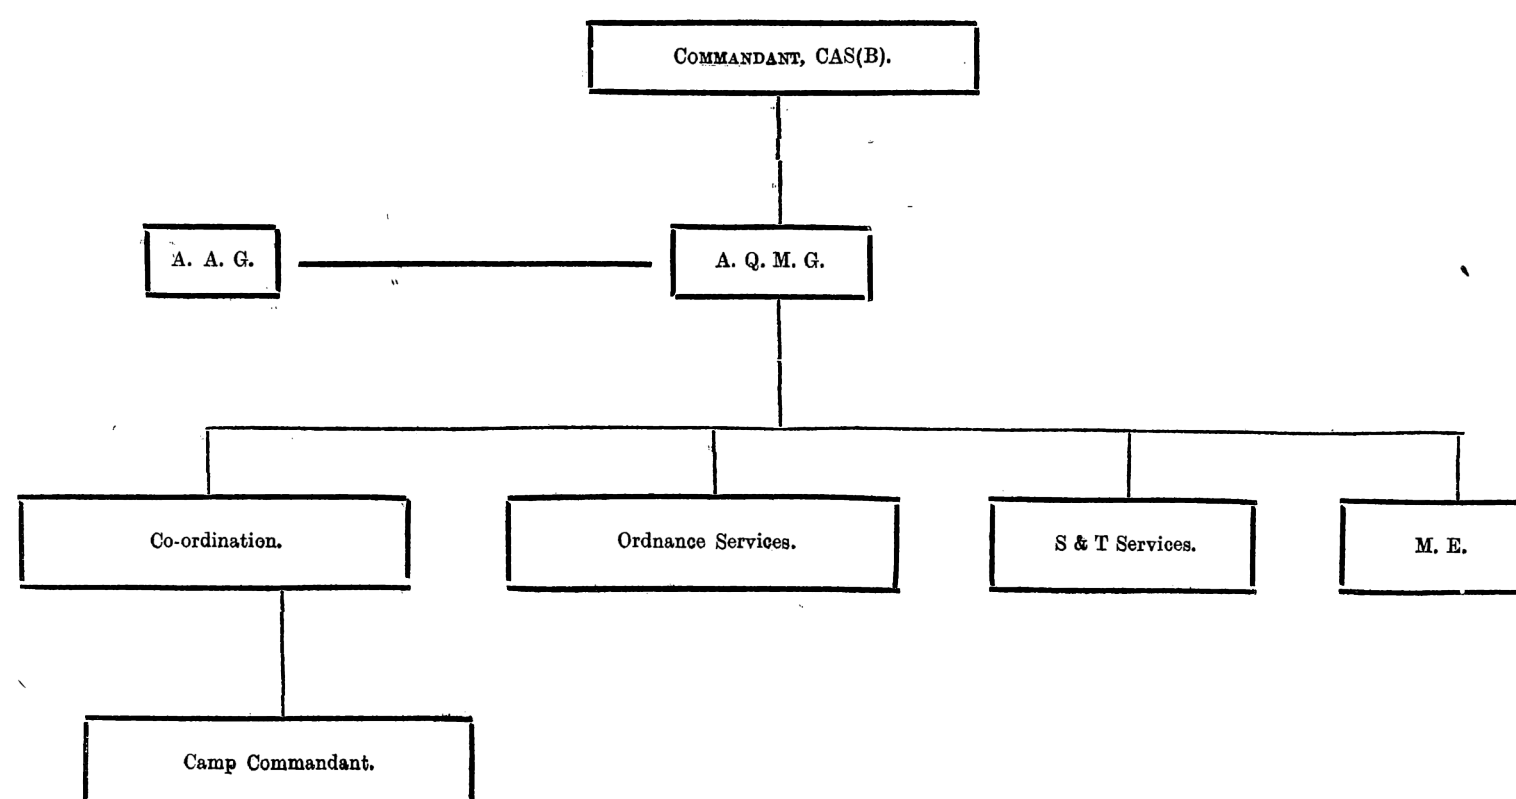 COMMANDANT, CAS(B).
A. A. G.
A. Q. M. G.
Co-ordination.
Ordnance Services.
S & T Services.
M. E.
Camp Commandant.